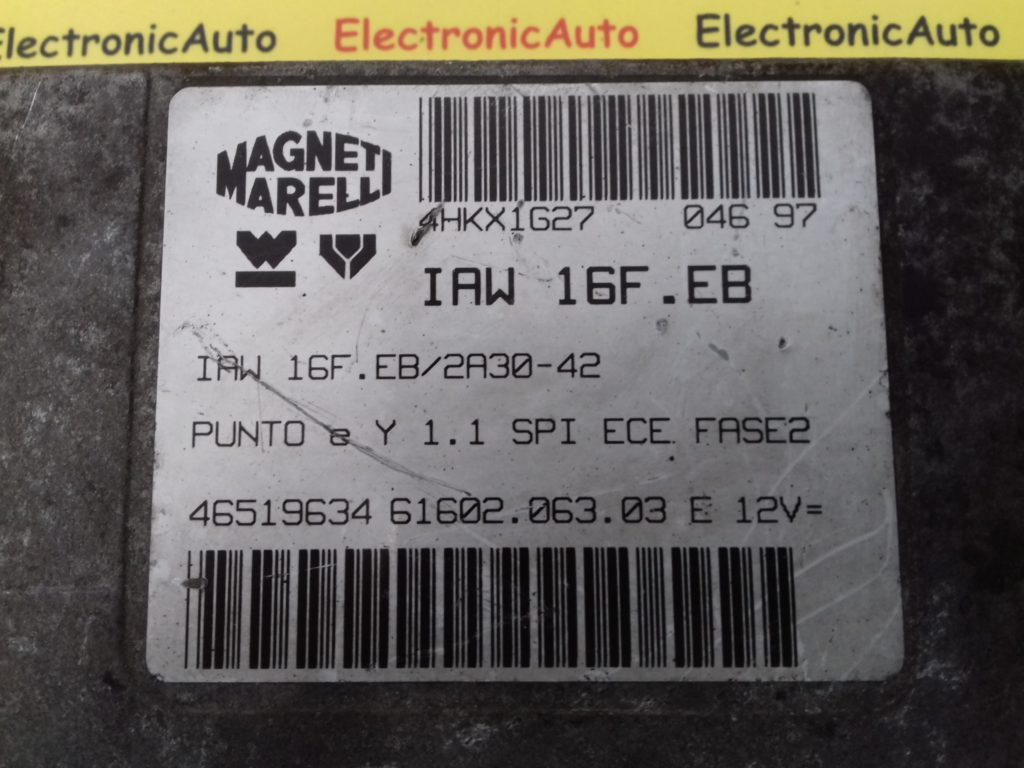 ElectronicAuto ElectronicAuto ElectronicAuto
MAGNETI
MARELLI
4HKX1G27 046 97
IAW 16F.EB
IAW 16F.EB/2A30-42
PUNTO e Y 1.1 SPI ECE FASE2
46519634 61602.063.03 E 12V=